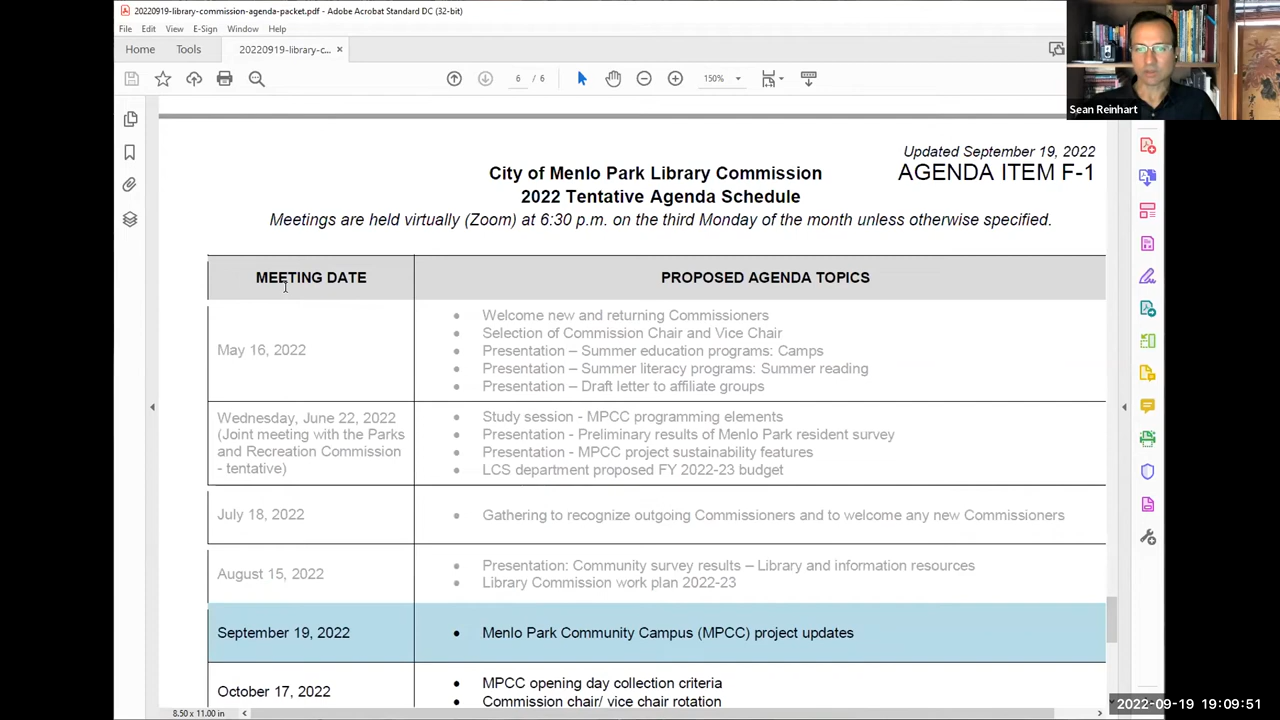 20220919-library-commission-agenda-packet.pdf - Adobe Acrobat Standard DC (32-bit)
File Edit View E-Sign Window Help
Home Tools 20220919-library-c... ×
6 / 6 150%
Sean Reinhart
Updated September 19, 2022
City of Menlo Park Library Commission AGENDA ITEM F-1
2022 Tentative Agenda Schedule
Meetings are held virtually (Zoom) at 6:30 p.m. on the third Monday of the month unless otherwise specified.
MEETING DATE PROPOSED AGENDA TOPICS
May 16, 2022
• Welcome new and returning Commissioners
• Selection of Commission Chair and Vice Chair
• Presentation – Summer education programs: Camps
• Presentation – Summer literacy programs: Summer reading
• Presentation – Draft letter to affiliate groups
Wednesday, June 22, 2022
(Joint meeting with the Parks
and Recreation Commission
- tentative)
Study session - MPCC programming elements
• Presentation - Preliminary results of Menlo Park resident survey
• Presentation - MPCC project sustainability features
• LCS department proposed FY 2022-23 budget
July 18, 2022
• Gathering to recognize outgoing Commissioners and to welcome any new Commissioners
August 15, 2022
• Presentation: Community survey results – Library and information resources
• Library Commission work plan 2022-23
September 19, 2022
• Menlo Park Community Campus (MPCC) project updates
October 17, 2022
• MPCC opening day collection criteria
• Commission chair/ vice chair rotation
8.50 x 11.00 in
2022-09-19 19:09:51